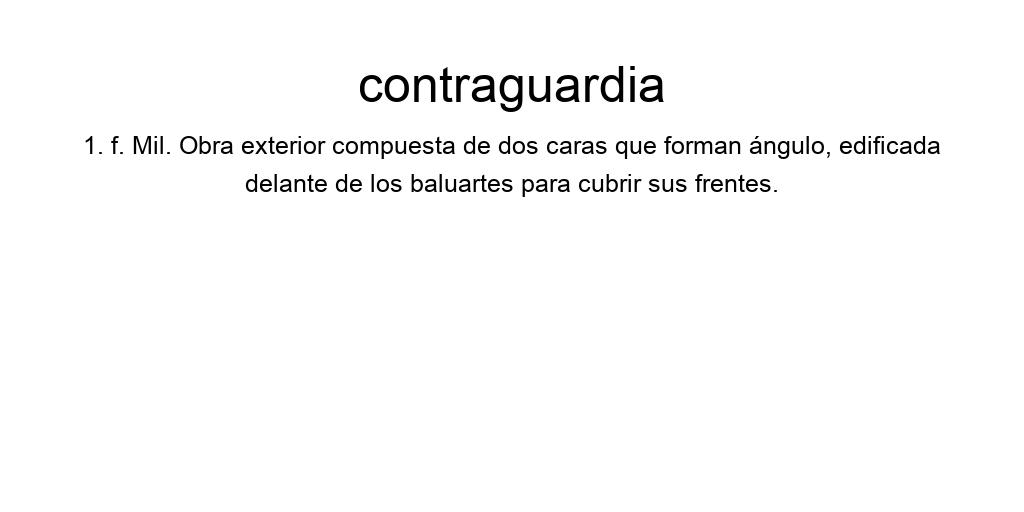 contraguardia
1. f. Mil. Obra exterior compuesta de dos caras que forman ángulo, edificada
delante de los baluartes para cubrir sus frentes.